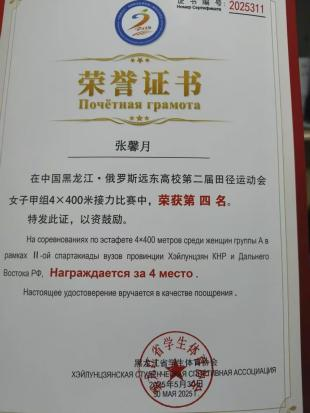 证 书 编 号: 2025311
Номер Сертификата
荣誉证书
Почётная грамота
张馨月
在中国黑龙江·俄罗斯远东高校第二届田径运动会
女子甲组4×400米接力比赛中，荣获第四名。
特发此证，以资鼓励。
На соревнованиях по эстафете 4×400 метров среди женщин группы А в
рамках II-ой спартакиады вузов провинции Хэйлунцзян КНР и Дальнего
Востока РФ, Награждается за 4 место .
Настоящее удостоверение вручается в качестве поощрения .
黑龙江省学生体育协会
ХЭЙЛУНЦЗЯНСКАЯ СТУДЕНЧЕСКАЯ СПОРТИВНАЯ АССОЦИАЦИЯ
2025年5月30日
30 МАЯ 2025 Г